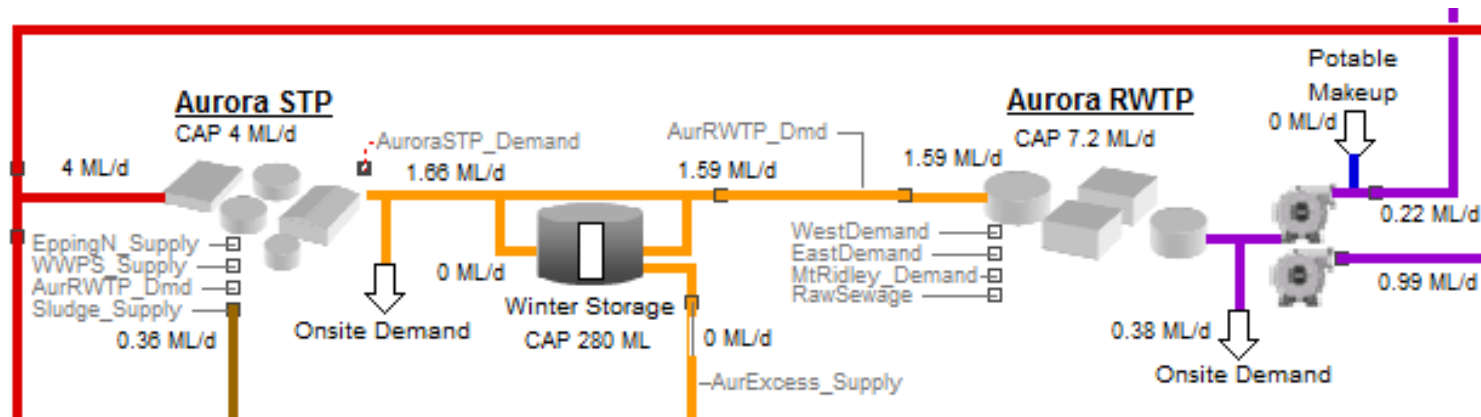 Potable
Makeup
0 ML/d
Aurora STP
CAP 4 ML/d
Aurora RWTP
CAP 7.2 ML/d
AuroraSTP_Demand
AurRWTP_Dmd
4 ML/d
1.66 ML/d
1.59 ML/d
1.59 ML/d
0.22 ML/d
EppingN_Supply
WWPS_Supply
AurRWTP_Dmd
Sludge_Supply
0.36 ML/d
0 ML/d
WestDemand
EastDemand
MtRidley_Demand
RawSewage
0.99 ML/d
Onsite Demand
Winter Storage
CAP 280 ML
0 ML/d
AurExcess_Supply
0.38 ML/d
Onsite Demand